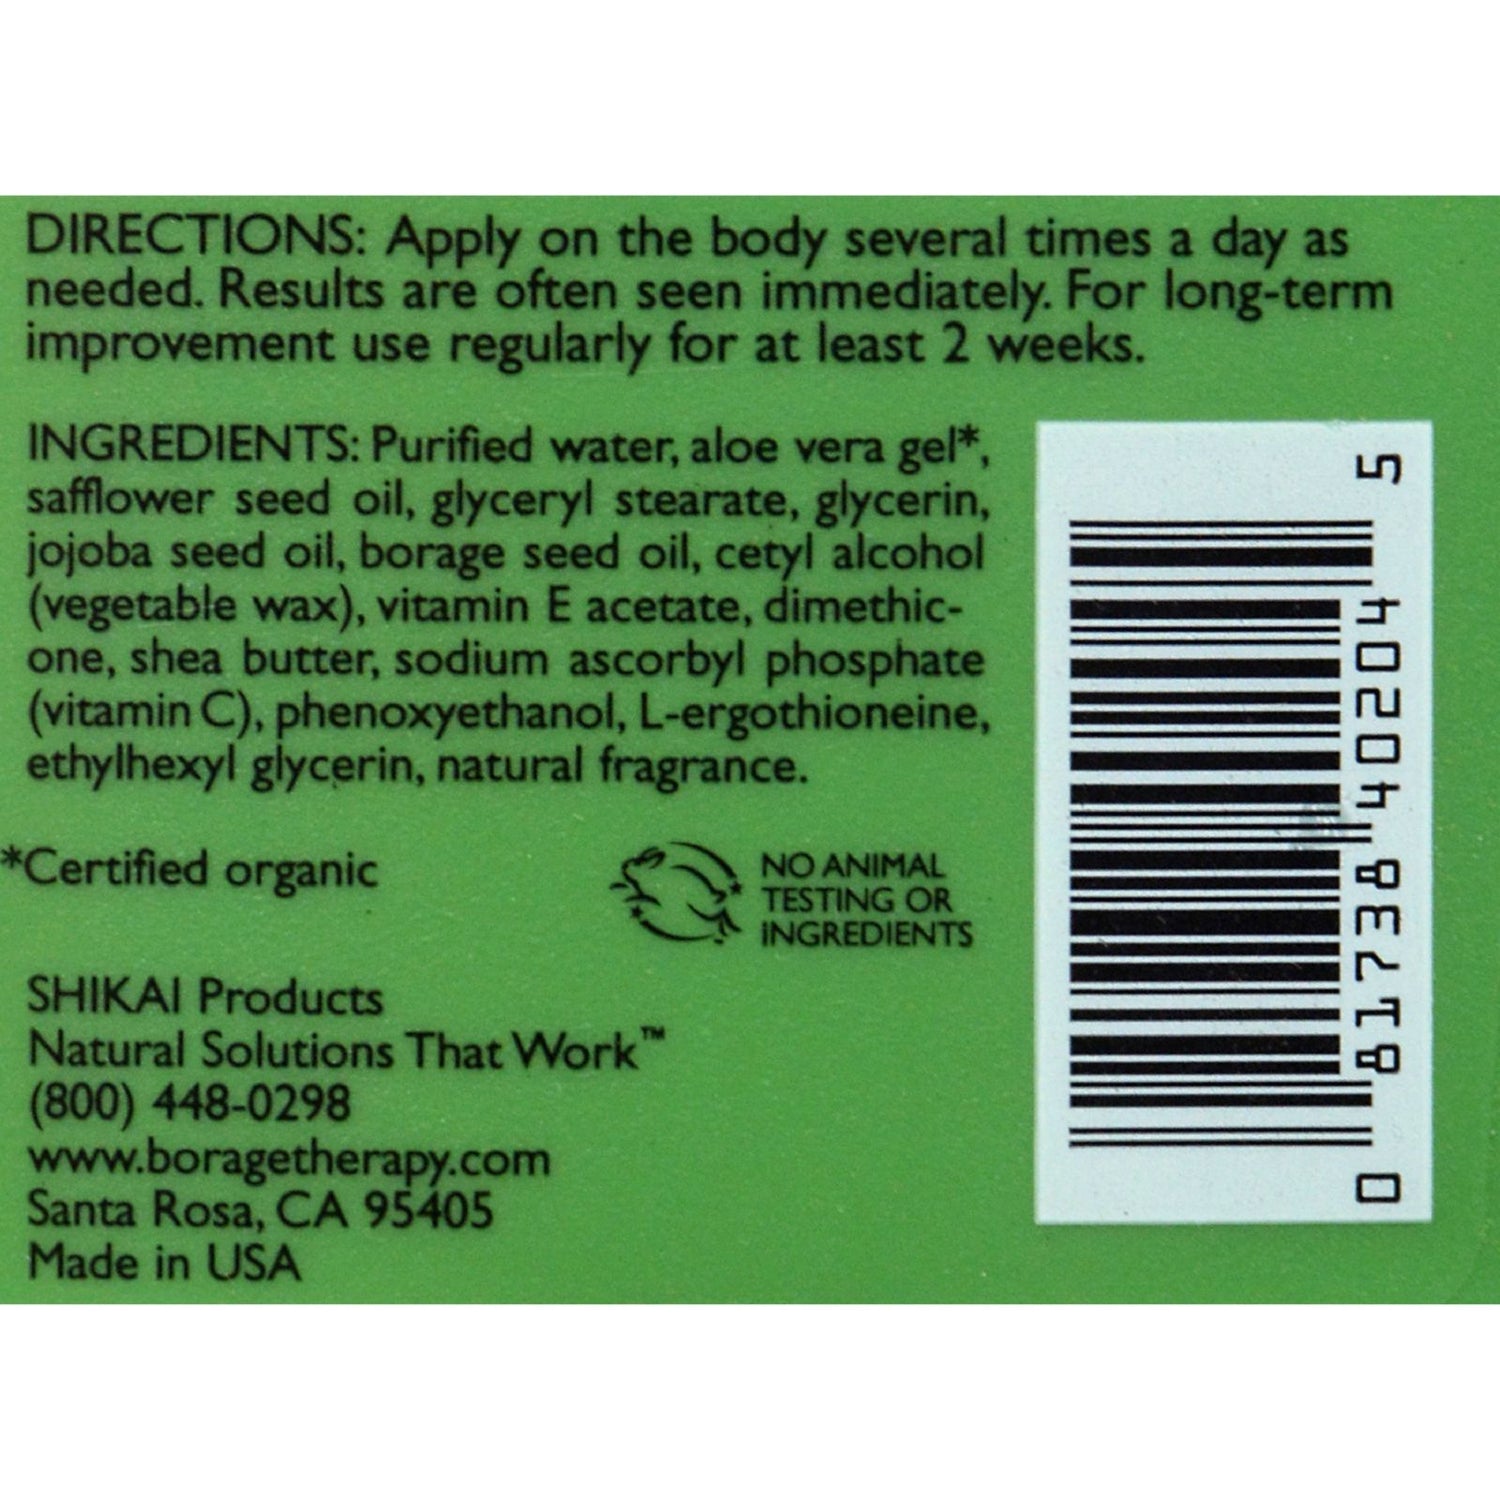 DIRECTIONS: Apply on the body several times a day as
needed. Results are often seen immediately. For long-term
improvement use regularly for at least 2 weeks.
INGREDIENTS: Purified water, aloe vera gel*,
safflower seed oil, glyceryl stearate, glycerin,
jojoba seed oil, borage seed oil, cetyl alcohol
(vegetable wax), vitamin E acetate, dimethic-
one, shea butter, sodium ascorbyl phosphate
(vitamin C), phenoxyethanol, L-ergothioneine,
ethylhexyl glycerin, natural fragrance.
*Certified organic
NO ANIMAL
TESTING OR
INGREDIENTS
SHIKAI Products
Natural Solutions That Work™
(800) 448-0298
www.boragetherapy.com
Santa Rosa, CA 95405
Made in USA
0 81738 40204 5